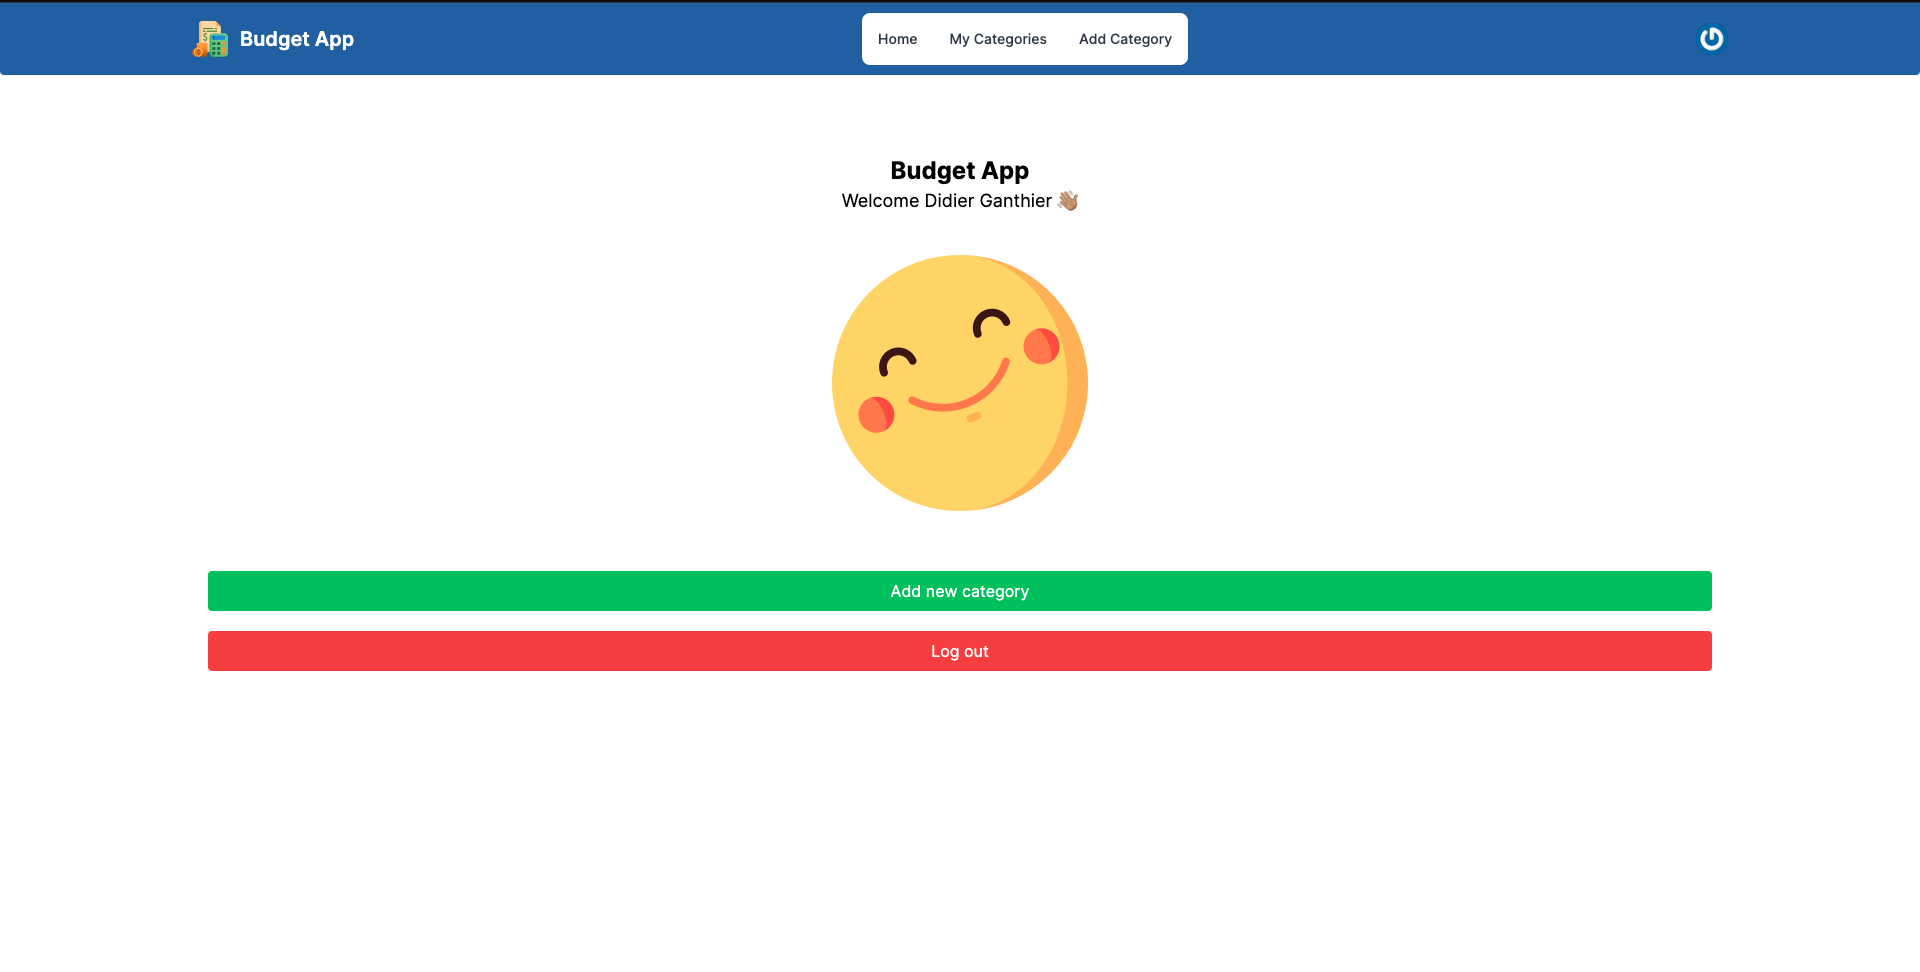 Budget App
Home
My Categories
Add Category
Budget App
Welcome Didier Ganthier 👋🏽
Add new category
Log out